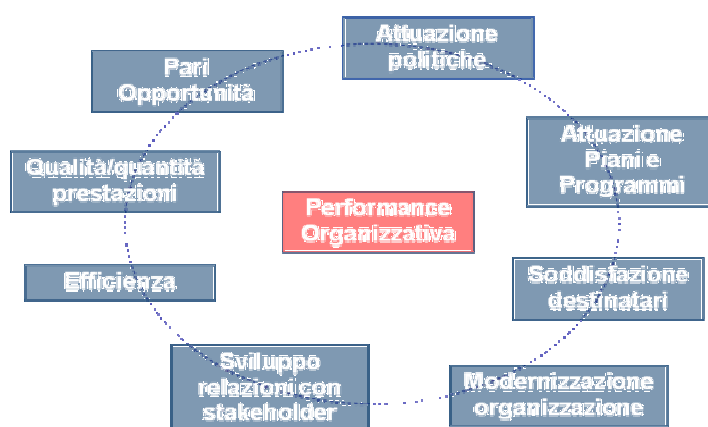 Attuazione
politiche
Pari
Opportunità
Attuazione
Piani e
Programmi
Qualità/quantità
prestazioni
Performance
Organizzativa
Efficienza
Soddisfazione
destinatari
Sviluppo
relazioni con
stakeholder
Modernizzazione
organizzazione